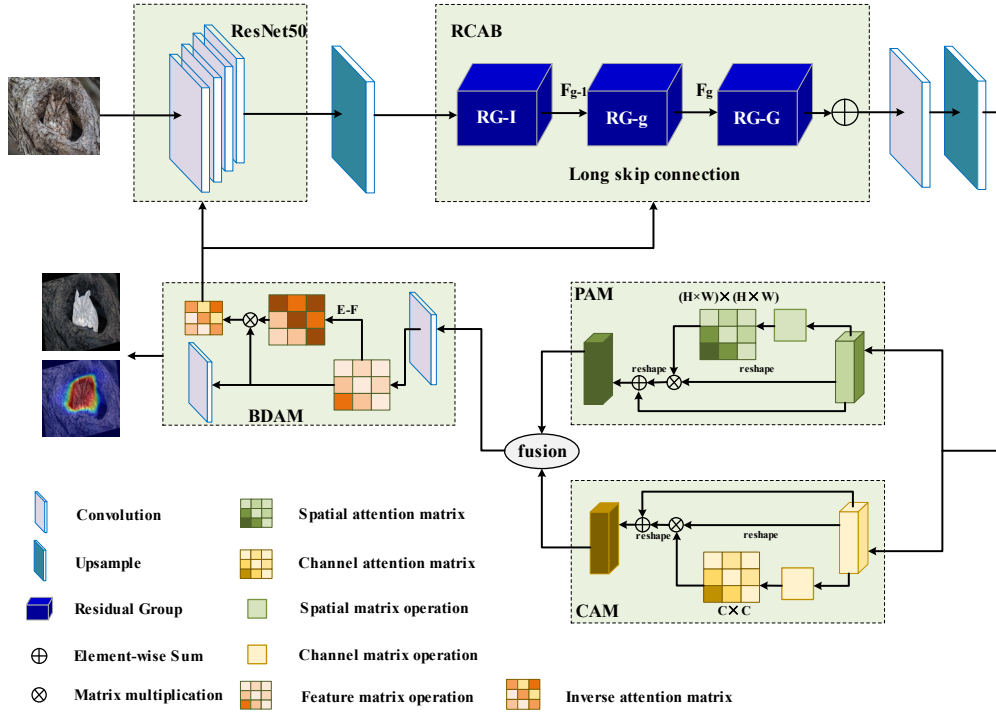 ResNet50
RCAB
RG-I
F g-1
RG-g
F g
RG-G
Long skip connection
E-F
BDAM
PAM
(H×W)×(H×W)
reshape
reshape
fusion
reshape
reshape
C×C
CAM
Convolution
Spatial attention matrix
Upsample
Channel attention matrix
Residual Group
Spatial matrix operation
Element-wise Sum
Channel matrix operation
Matrix multiplication
Feature matrix operation
Inverse attention matrix